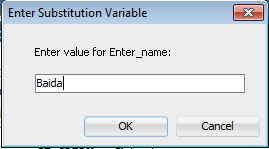 Enter Substitution Variable
Enter value for Enter_name:
Baida
OK
Cancel